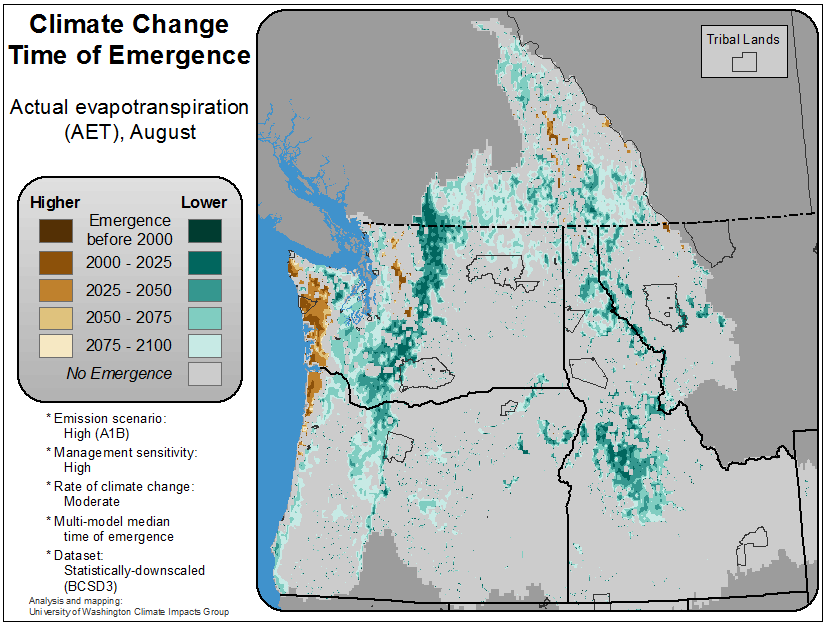 Climate Change
Time of Emergence
Actual evapotranspiration
(AET), August
Higher
Lower
Emergence
before 2000
2000 - 2025
2025 - 2050
2050 - 2075
2075 - 2100
No Emergence
* Emission scenario:
High (A1B)
* Management sensitivity:
High
* Rate of climate change:
Moderate
* Multi-model median
time of emergence
* Dataset:
Statistically-downscaled
(BCSD3)
Analysis and mapping:
University of Washington Climate Impacts Group
Tribal Lands